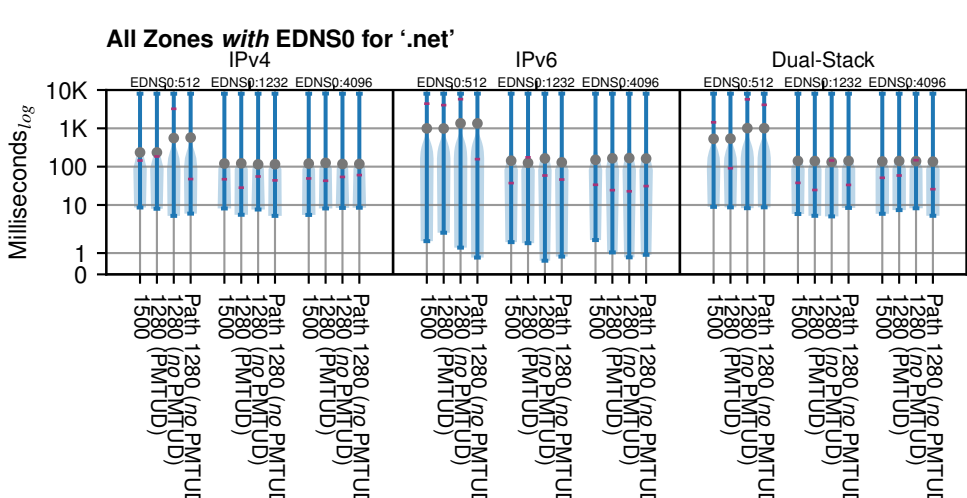 All Zones with EDNS0 for ‘.net’
IPv4
IPv6
Dual-Stack
EDNS0:512
EDNS0:1232
EDNS0:4096
EDNS0:512
EDNS0:1232
EDNS0:4096
EDNS0:512
EDNS0:1232
EDNS0:4096
Milliseconds log
10K
1K
100
10
1
0
1500
1280 (PMTUD)
1280 (no PMTUD)
Path 1280 (no PMTUD
1500
1280 (PMTUD)
1280 (no PMTUD)
Path 1280 (no PMTUD
1500
1280 (PMTUD)
1280 (no PMTUD)
Path 1280 (no PMTUD
1500
1280 (PMTUD)
1280 (no PMTUD)
Path 1280 (no PMTUD
1500
1280 (PMTUD)
1280 (no PMTUD)
Path 1280 (no PMTUD
1500
1280 (PMTUD)
1280 (no PMTUD)
Path 1280 (no PMTUD
1500
1280 (PMTUD)
1280 (no PMTUD)
Path 1280 (no PMTUD
1500
1280 (PMTUD)
1280 (no PMTUD)
Path 1280 (no PMTUD
1500
1280 (PMTUD)
1280 (no PMTUD)
Path 1280 (no PMTUD